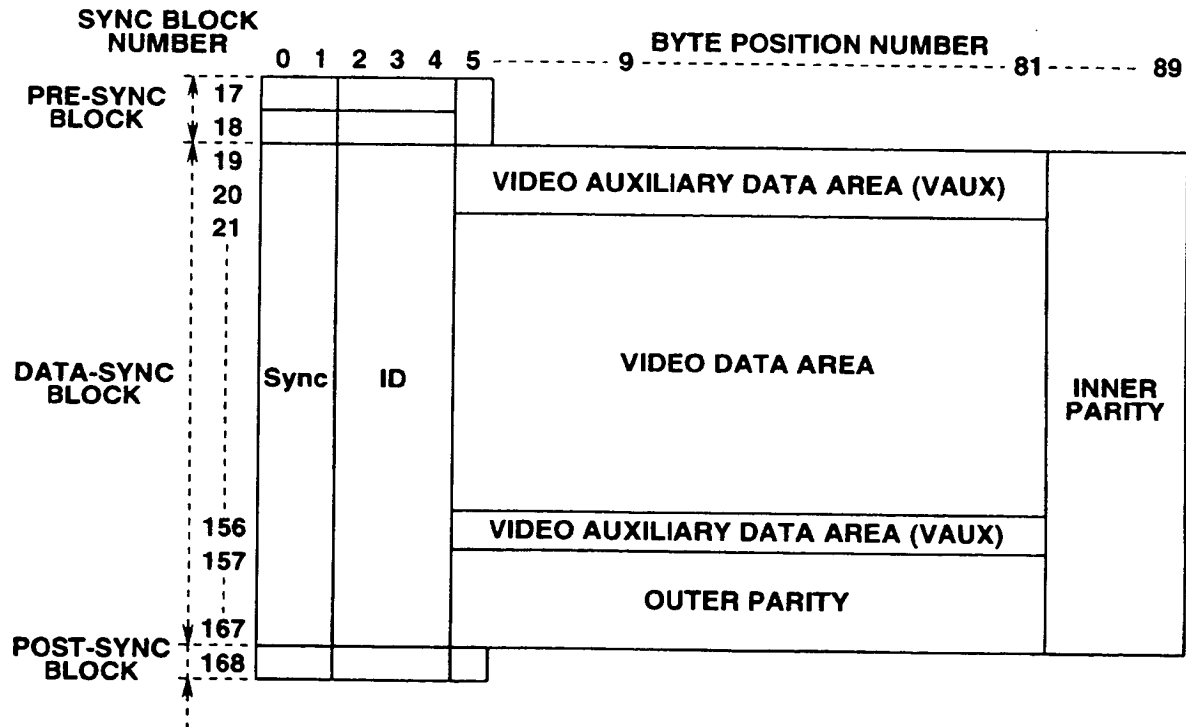 SYNC BLOCK
NUMBER
BYTE POSITION NUMBER
0 1 2 3 4 5 9 81 89
PRE-SYNC
BLOCK
17
18
19
20
21
VIDEO AUXILIARY DATA AREA (VAUX)
DATA-SYNC
BLOCK
Sync
ID
VIDEO DATA AREA
INNER
PARITY
156
VIDEO AUXILIARY DATA AREA (VAUX)
157
OUTER PARITY
167
POST-SYNC
BLOCK
168